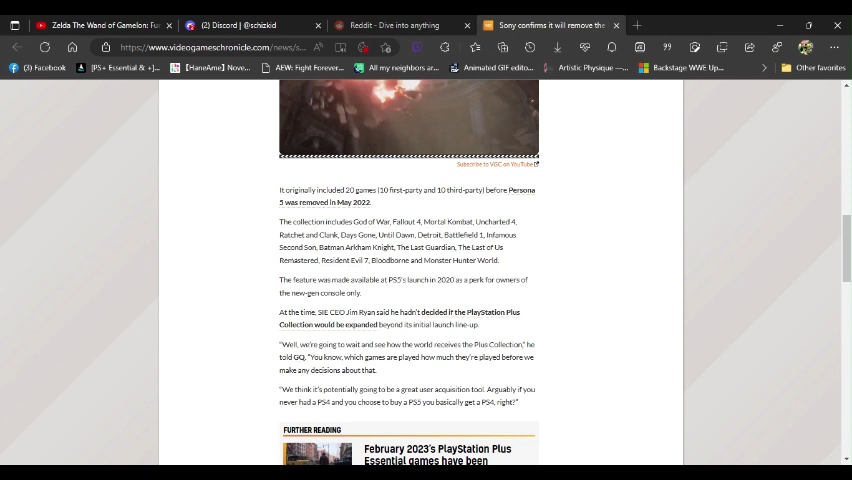 Zelda The Wand of Gamelon: Fu
(2) Discord | @sihizkid
Reddit - Dive into anything
Sony confirms it will remove the
https://www.videogameschronicle.com/news/s...
(3) Facebook
[PS+ Essential & +]...
【HaneAme】 Nove...
AEW: Fight Forever...
All my neighbors ar...
Animated GIF edito...
Artistic Physique —...
Backstage WWE Up...
Other favorites
Subscribe to VGC on YouTube
It originally included 20 games (10 first-party and 10 third-party) before Persona
5 was removed in May 2022.
The collection includes God of War, Fallout 4, Mortal Kombat, Uncharted 4,
Ratchet and Clank, Days Gone, Until Dawn, Detroit, Battlefield 1, Infamous
Second Son, Batman Arkham Knight, The Last Guardian, The Last of Us
Remastered, Resident Evil 7, Bloodborne and Monster Hunter World.
The feature was made available at PS5's launch in 2020 as a perk for owners of
the new-gen console only.
At the time, SIE CEO Jim Ryan said he hadn't decided if the PlayStation Plus
Collection would be expanded beyond its initial launch line-up.
"Well, we're going to wait and see how the world receives the Plus Collection," he
told GQ. "You know, which games are played how much they're played before we
make any decisions about that.
"We think it's potentially going to be a great user acquisition tool. Arguably if you
never had a PS4 and you choose to buy a PS5 you basically get a PS4, right?"
FURTHER READING
February 2023's PlayStation Plus
Essential games have been